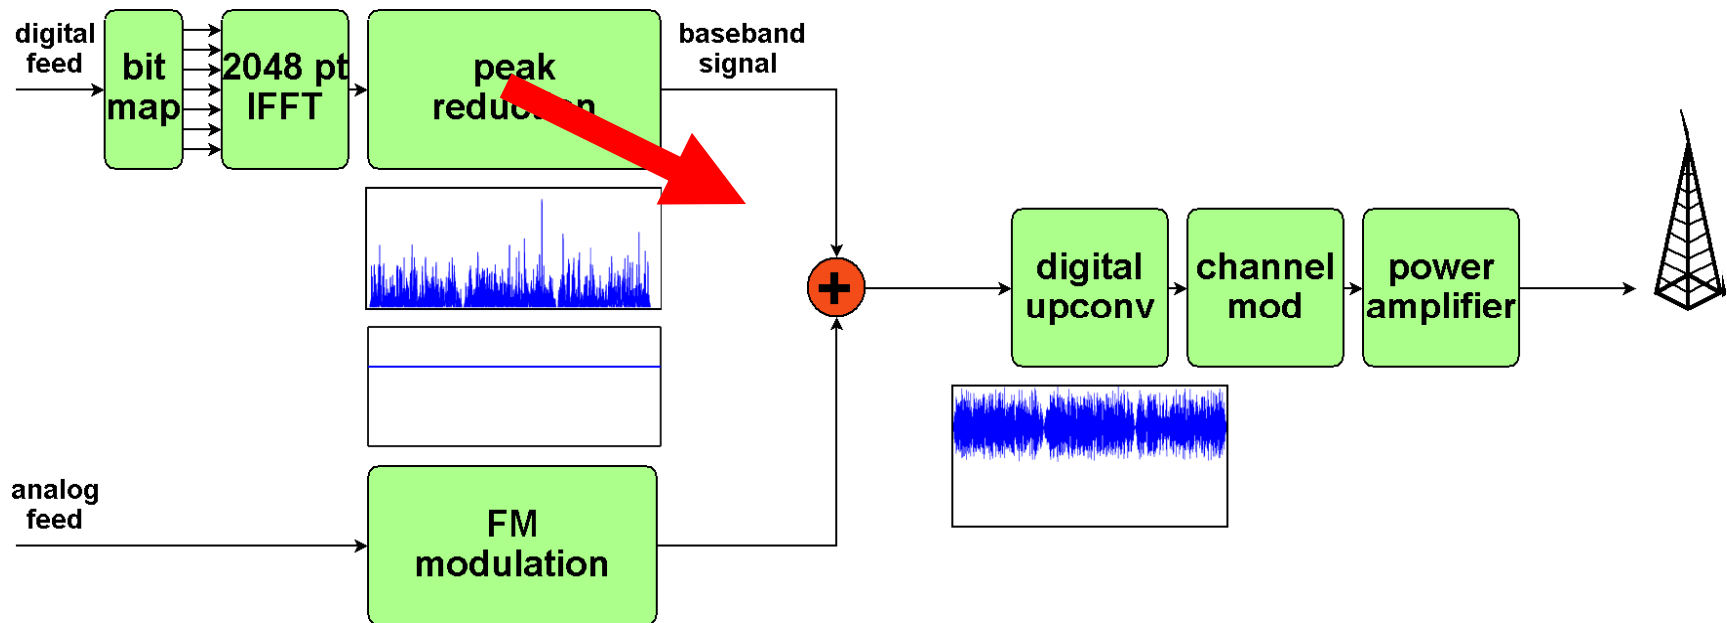 digital
feed
bit
map
2048 pt
IFFT
peak
reduction
baseband
signal
+
digital
upconv
channel
mod
power
amplifier
analog
feed
FM
modulation